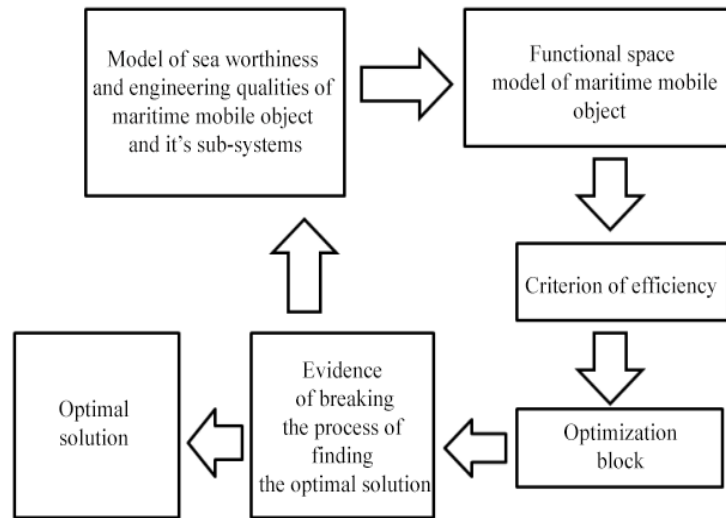 Model of sea worthiness
and engineering qualities of
maritime mobile object
and it's sub-systems
Functional space
model of maritime mobile
object
Criterion of efficiency
Optimization
block
Evidence
of breaking
the process of
finding
the optimal solution
Optimal
solution